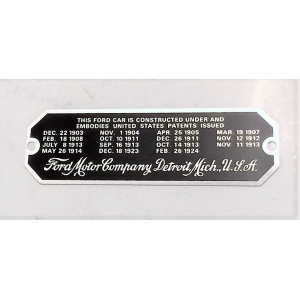 THIS FORD CAR IS CONSTRUCTED UNDER AND
EMBODIES UNITED STATES PATENTS ISSUED
DEC. 22 1903 NOV. 1 1904 APR 25 1905 MAR. 19 1907
FEB. 18 1908 OCT. 10 1911 DEC 26 1911 NOV. 12 1912
JULY 8 1913 SEP. 16 1913 OCT. 14 1913 NOV. 11 1913
MAY 26 1914 DEC. 18 1923 FEB. 26 1924
Ford Motor Company Detroit, Mich., U.S.A.